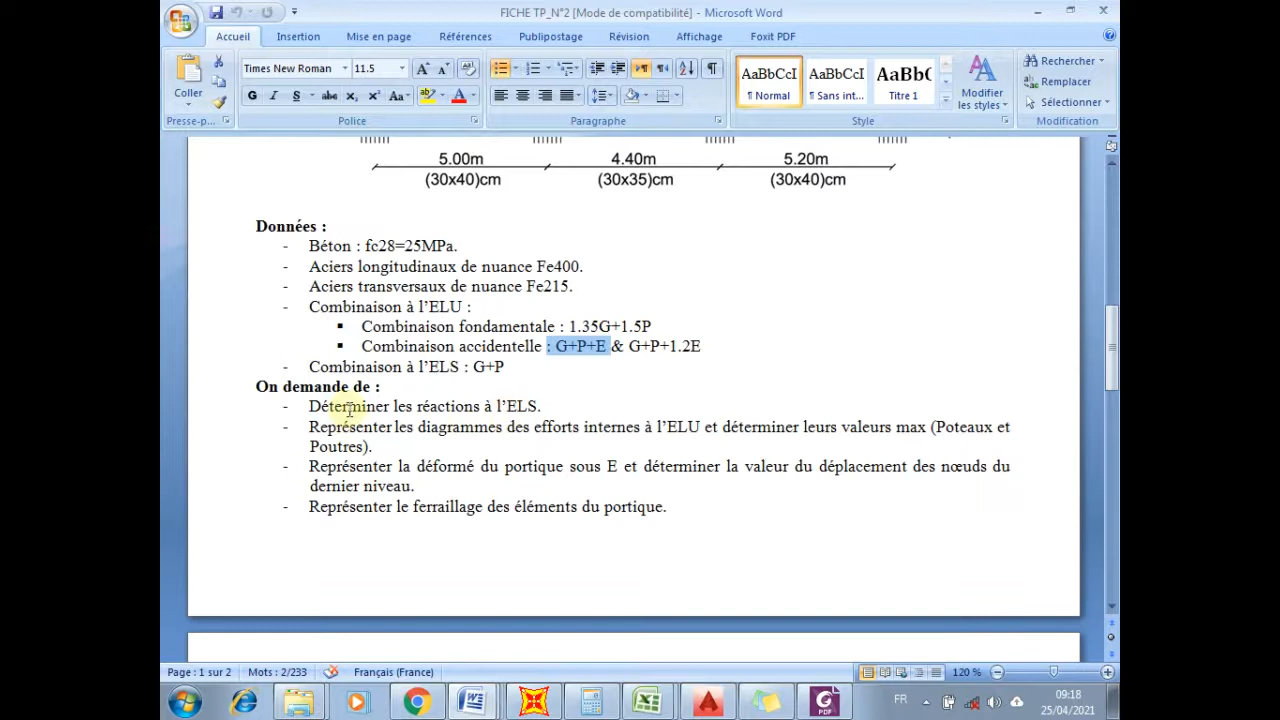 FICHE TP_N°2 [Mode de compatibilité] - Microsoft Word
Accueil Insertion Mise en page Références Publipostage Révision Affichage Foxit PDF
Coller
Times New Roman 11.5
G I S abc x₂ x² Aa A
AaBbCcI AaBbCcI AaBbC
¶ Normal ¶ Sans int... Titre 1
Modifier
les styles
Rechercher
Remplacer
Sélectionner
Presse-p... Police Paragraphe Style Modification
5.00m 4.40m 5.20m
(30x40)cm (30x35)cm (30x40)cm
Données :
- Béton : fc28=25MPa.
- Aciers longitudinaux de nuance Fe400.
- Aciers transversaux de nuance Fe215.
- Combinaison à l’ELU :
▪ Combinaison fondamentale : 1.35G+1.5P
▪ Combinaison accidentelle : G+P+E & G+P+1.2E
- Combinaison à l’ELS : G+P
On demande de :
- Déterminer les réactions à l’ELS.
- Représenter les diagrammes des efforts internes à l’ELU et déterminer leurs valeurs max (Poteaux et
Poutres).
- Représenter la déformé du portique sous E et déterminer la valeur du déplacement des nœuds du
dernier niveau.
- Représenter le ferraillage des éléments du portique.
Page : 1 sur 2 Mots : 2/233 Français (France) 120 %
FR 09:18
25/04/2021